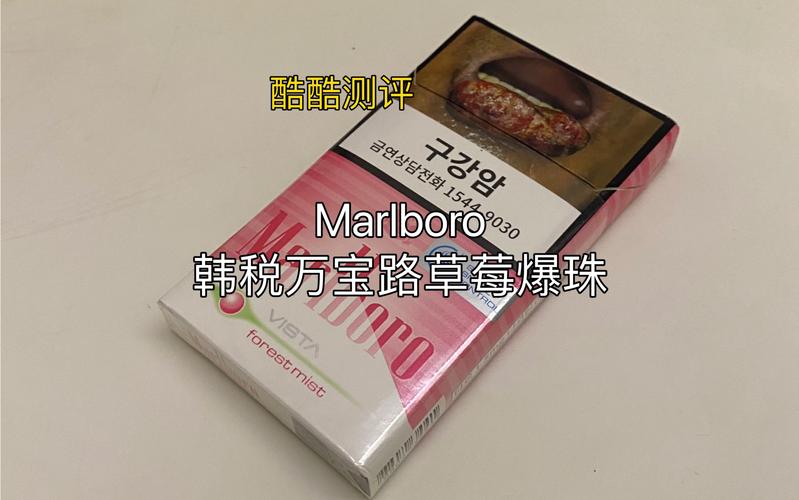 酷酷测评
구강암
금연상담전화 1544-9030
Marlboro
韩税万宝路草莓爆珠
Marlboro
VISTA
forest mist